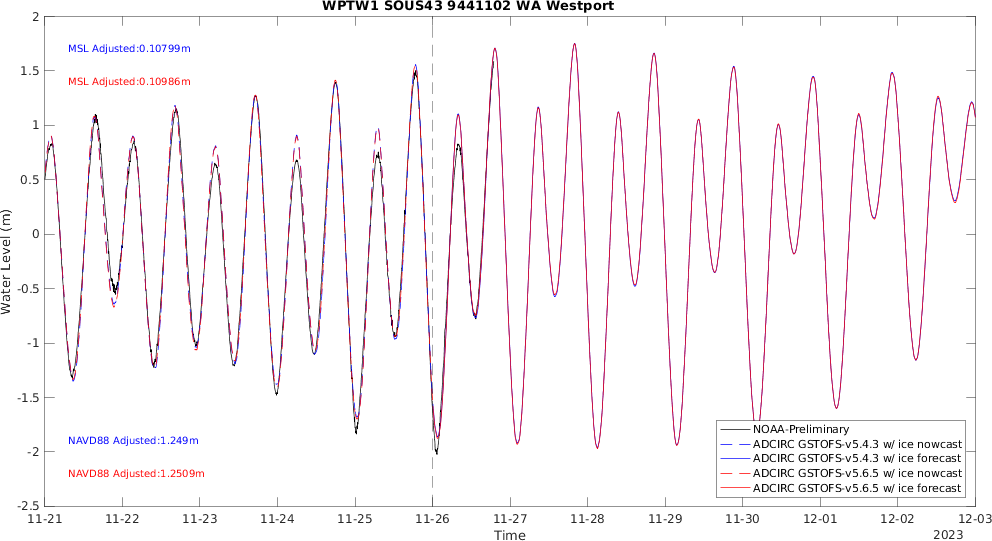 WPTW1 SOUS43 9441102 WA Westport
2
1.5
1
0.5
0
-0.5
-1
-1.5
-2
-2.5
Water Level (m)
MSL Adjusted:0.10799m
MSL Adjusted:0.10986m
NAVD88 Adjusted:1.249m
NAVD88 Adjusted:1.2509m
NOAA-Preliminary
ADCIRC GSTOFS-v5.4.3 w/ ice nowcast
ADCIRC GSTOFS-v5.4.3 w/ ice forecast
ADCIRC GSTOFS-v5.6.5 w/ ice nowcast
ADCIRC GSTOFS-v5.6.5 w/ ice forecast
11-21 11-22 11-23 11-24 11-25 11-26 11-27 11-28 11-29 11-30 12-01 12-02 12-03
Time
2023